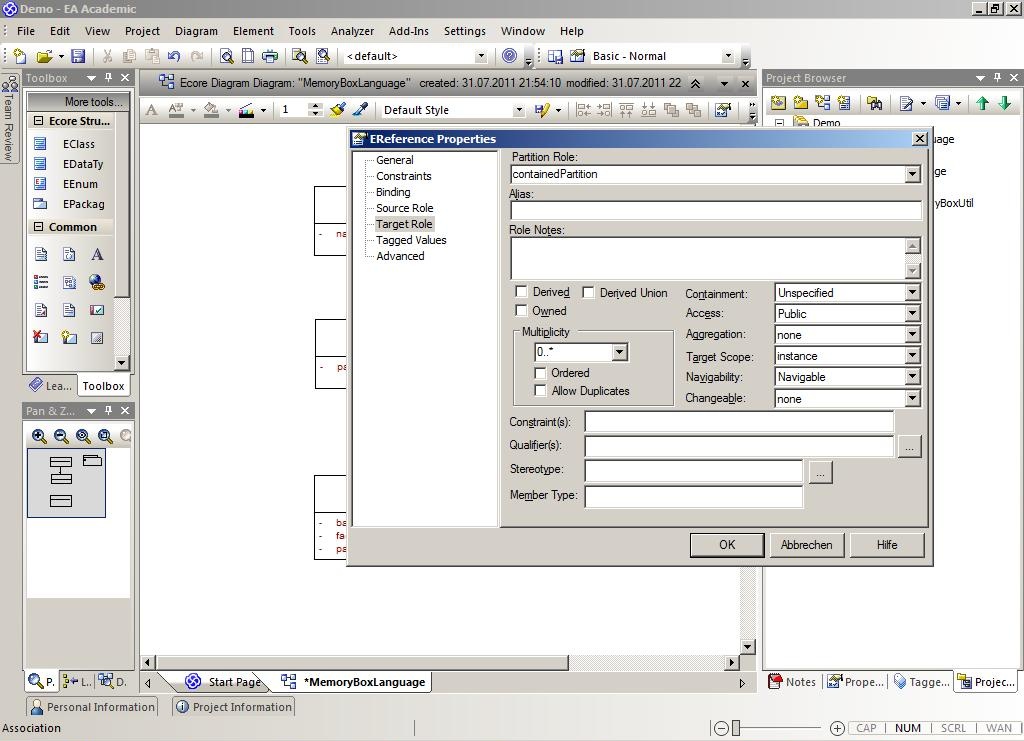 Demo - EA Academic
File Edit View Project Diagram Element Tools Analyzer Add-Ins Settings Window Help
<default> Basic - Normal
Team Review
Toolbox
More tools...
Ecore Stru...
EClass
EDataTy
EEnum
EPackag
Common
A
Lea... Toolbox
Pan & Z...
P. L.. D.
Ecore Diagram Diagram: "MemoryBoxLanguage" created: 31.07.2011 21:54:10 modified: 31.07.2011 22
A 1 Default Style
- na
- pa
- ba
- fa
- pa
EReference Properties
General
Constraints
Binding
Source Role
Target Role
Tagged Values
Advanced
Partition Role:
containedPartition
Alias:
Role Notes:
Derived Derived Union
Owned
Multiplicity
0..*
Ordered
Allow Duplicates
Containment: Unspecified
Access: Public
Aggregation: none
Target Scope: instance
Navigability: Navigable
Changeable: none
Constraint(s):
Qualifier(s): ...
Stereotype: ...
Member Type:
OK Abbrechen Hilfe
Project Browser
Demo
uage
ge
yBoxUtil
Start Page *MemoryBoxLanguage
Notes Prope... Tagge... Projec...
Personal Information Project Information
Association
CAP NUM SCRL WAN